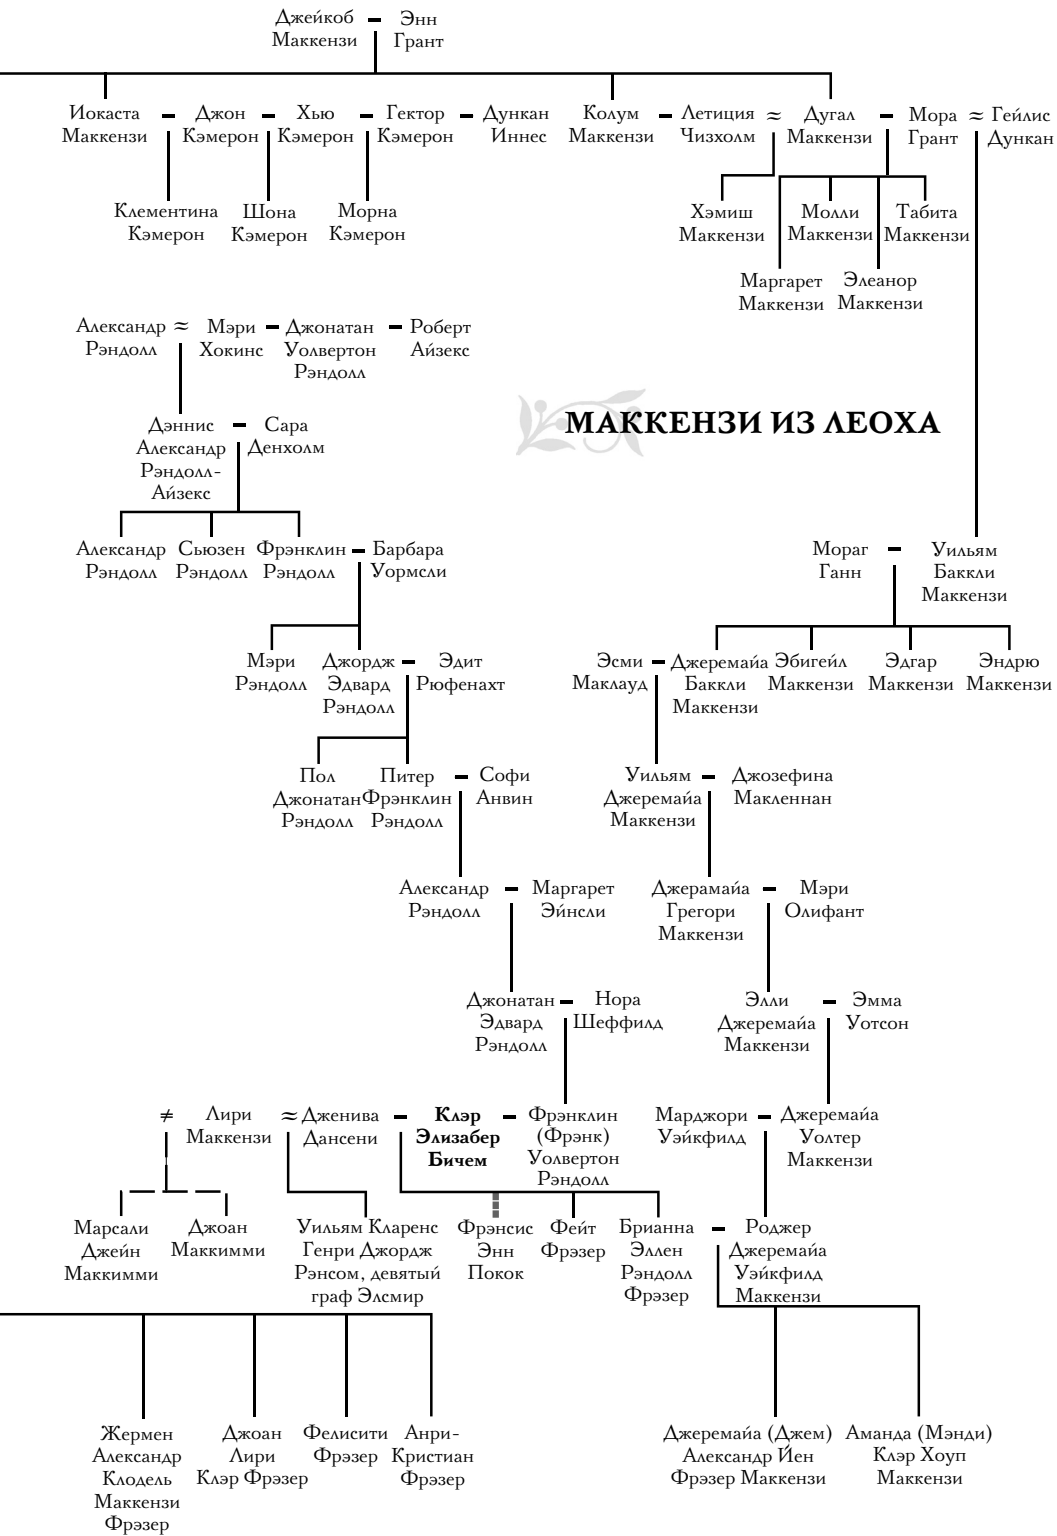 Джейкоб – Энн
Маккензи Грант
Иокаста – Джон – Хью – Гектор – Дункан Колум – Летиция ≈ Дугал – Мора ≈ Гейлис
Маккензи Кэмерон Кэмерон Кэмерон Иннес Маккензи Чизхолм Маккензи Грант Дункан
Клементина Шона Морна Хэмиш Молли Табита
Кэмерон Кэмерон Кэмерон Маккензи Маккензи Маккензи
Маргарет Элеанор
Маккензи Маккензи
Александр ≈ Мэри – Джонатан – Роберт
Рэндолл Хокинс Уолвертон Айзекс
Рэндолл
МАККЕНЗИ ИЗ ЛЕОХА
Дэннис – Сара
Александр Денхолм
Рэндолл-
Айзекс
Александр Сьюзен Фрэнклин – Барбара Мораг – Уильям
Рэндолл Рэндолл Рэндолл Уормсли Ганн Баккли
Маккензи
Мэри Джордж – Эдит Эсми – Джеремайа Эбигейл Эдгар Эндрю
Рэндолл Эдвард Рюфенахт Маклауд Баккли Маккензи Маккензи Маккензи
Рэндолл Маккензи
Пол Питер – Софи Уильям – Джозефина
Джонатан Фрэнклин Анвин Джеремайа Макленнан
Рэндолл Рэндолл Маккензи
Александр – Маргарет Джерамайа – Мэри
Рэндолл Эйнсли Грегори Олифант
Маккензи
Джонатан – Нора Элли – Эмма
Эдвард Шеффилд Джеремайа Уотсон
Рэндолл Маккензи
≠ Лири ≈ Дженива – Клэр – Фрэнклин Марджори – Джеремайа
Маккензи Дансени Элизабер (Фрэнк) Уэйкфилд Уолтер
Бичем Уолвертон Маккензи
Рэндолл
Марсали Джоан Уильям Кларенс Фрэнсис Фейт Брианна – Роджер
Джейн Маккимми Генри Джордж Энн Фрэзер Эллен Джеремайа
Маккимми Рэнсом, девятый Покок Рэндолл Уэйкфилд
граф Элсмир Фрэзер Маккензи
Жермен Джоан Фелисити Анри- Джеремайа (Джем) Аманда (Мэнди)
Александр Лири Фрэзер Кристиан Александр Йен Клэр Хоуп
Клодель Клэр Фрэзер Фрэзер Фрэзер Маккензи Маккензи
Маккензи
Фрэзер